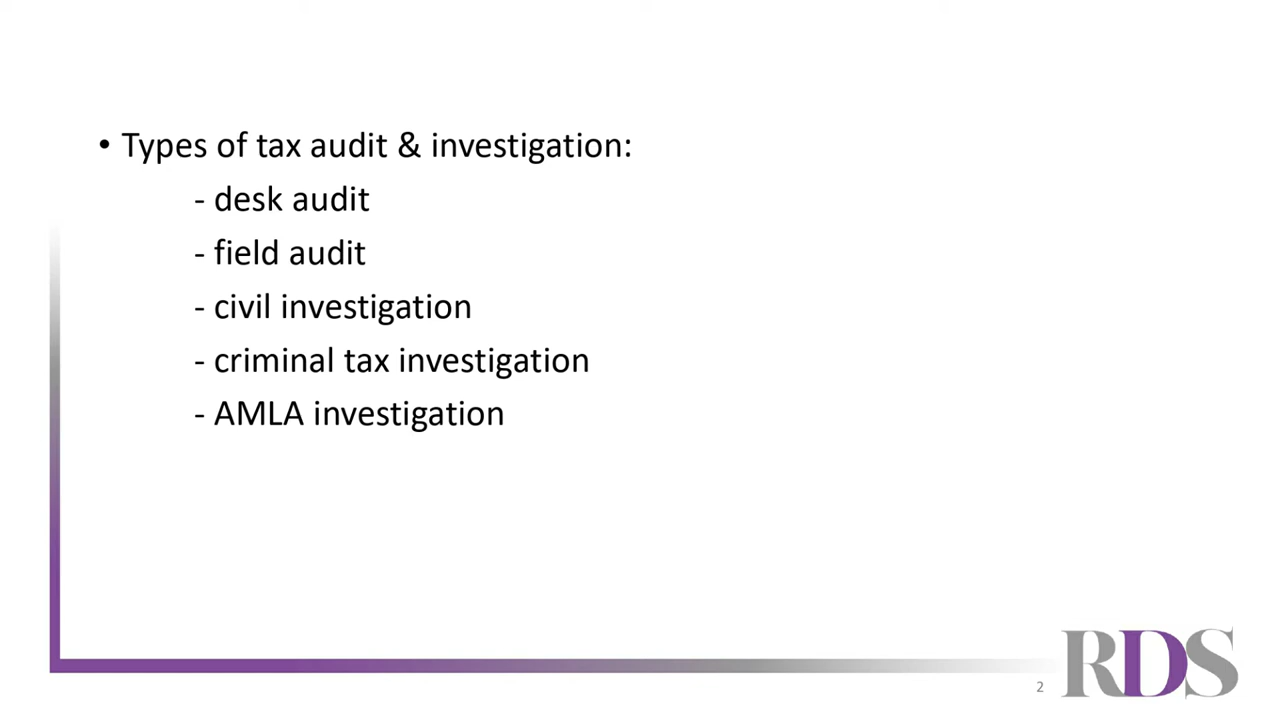 • Types of tax audit & investigation:
- desk audit
- field audit
- civil investigation
- criminal tax investigation
- AMLA investigation
2
RDS